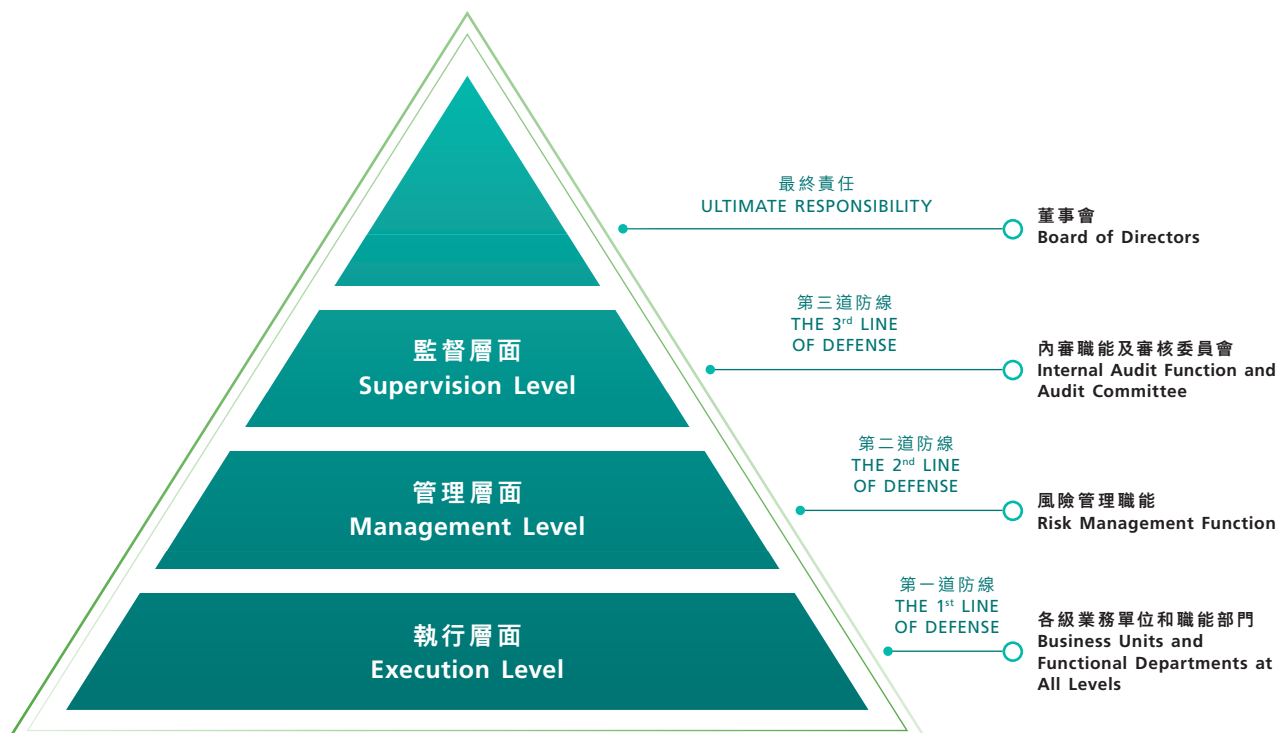 最終責任
ULTIMATE RESPONSIBILITY
董事會
Board of Directors
監督層面
Supervision Level
第三道防線
THE 3rd LINE
OF DEFENSE
內審職能及審核委員會
Internal Audit Function and
Audit Committee
管理層面
Management Level
第二道防線
THE 2nd LINE
OF DEFENSE
風險管理職能
Risk Management Function
執行層面
Execution Level
第一道防線
THE 1st LINE
OF DEFENSE
各級業務單位和職能部門
Business Units and
Functional Departments at
All Levels